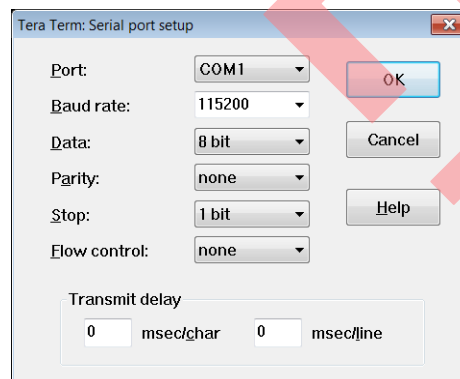 Tera Term: Serial port setup
Port: COM1 OK
Baud rate: 115200
Data: 8 bit Cancel
Parity: none
Stop: 1 bit Help
Flow control: none
Transmit delay
0 msec/char 0 msec/line